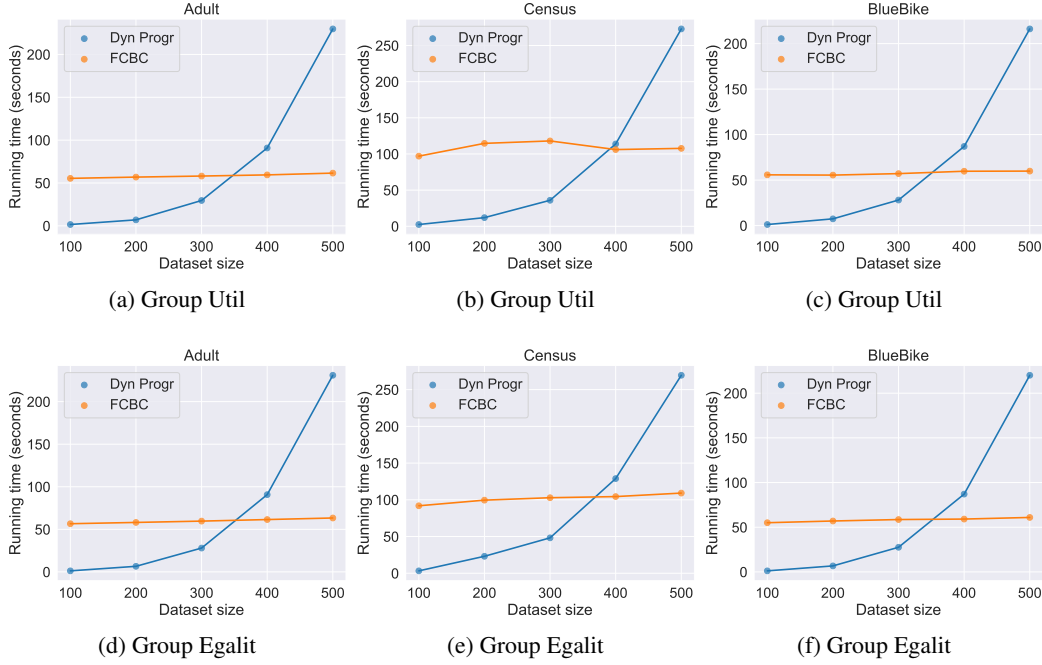 Adult
Census
BlueBike
Running time (seconds)
200
150
100
50
0
Dyn Progr
FCBC
100 200 300 400 500
Dataset size
Running time (seconds)
250
200
150
100
50
0
Dyn Progr
FCBC
100 200 300 400 500
Dataset size
Running time (seconds)
200
150
100
50
0
Dyn Progr
FCBC
100 200 300 400 500
Dataset size
(a) Group Util
(b) Group Util
(c) Group Util
Adult
Census
BlueBike
Running time (seconds)
200
150
100
50
0
Dyn Progr
FCBC
100 200 300 400 500
Dataset size
Running time (seconds)
250
200
150
100
50
0
Dyn Progr
FCBC
100 200 300 400 500
Dataset size
Running time (seconds)
200
150
100
50
0
Dyn Progr
FCBC
100 200 300 400 500
Dataset size
(d) Group Egalit
(e) Group Egalit
(f) Group Egalit